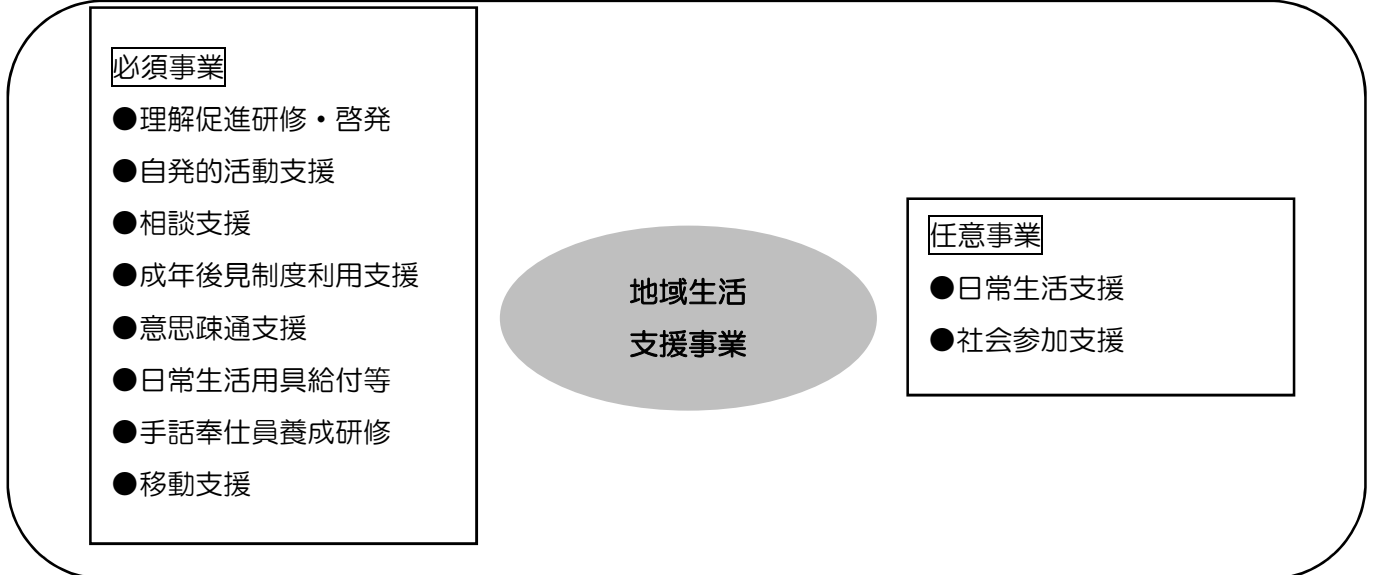 必須事業
●理解促進研修・啓発
●自発的活動支援
●相談支援
●成年後見制度利用支援
●意思疎通支援
●日常生活用具給付等
●手話奉仕員養成研修
●移動支援
地域生活
支援事業
任意事業
●日常生活支援
●社会参加支援